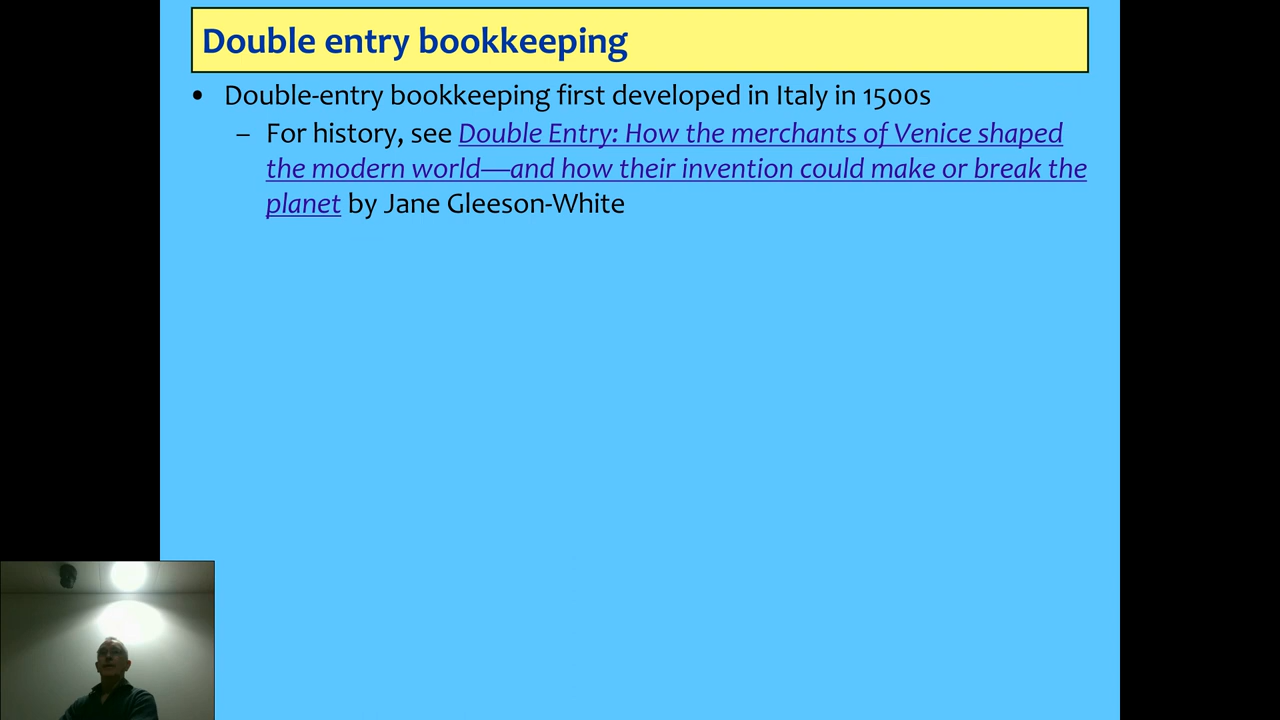 Double entry bookkeeping
• Double-entry bookkeeping first developed in Italy in 1500s
– For history, see Double Entry: How the merchants of Venice shaped
the modern world—and how their invention could make or break the
planet by Jane Gleeson-White